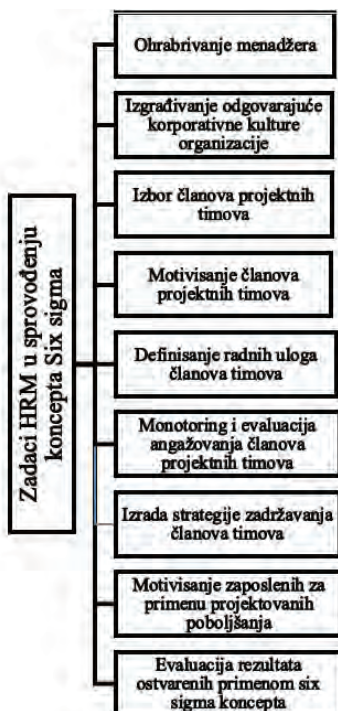 Zadaci HRM u sprovođenju
koncepta Six sigma
Ohrabrivanje menadžera
Izgrađivanje odgovarajuće
korporativne kulture
organizacije
Izbor članova projektnih
timova
Motivisanje članova
projektnih timova
Definisanje radnih uloga
članova timova
Monotoring i evaluacija
angažovanja članova
projektnih timova
Izrada strategije zadržavanja
članova timova
Motivisanje zaposlenih za
primenu projektovanih
poboljšanja
Evaluacija rezultata
ostvarenih primenom six
sigma koncepta